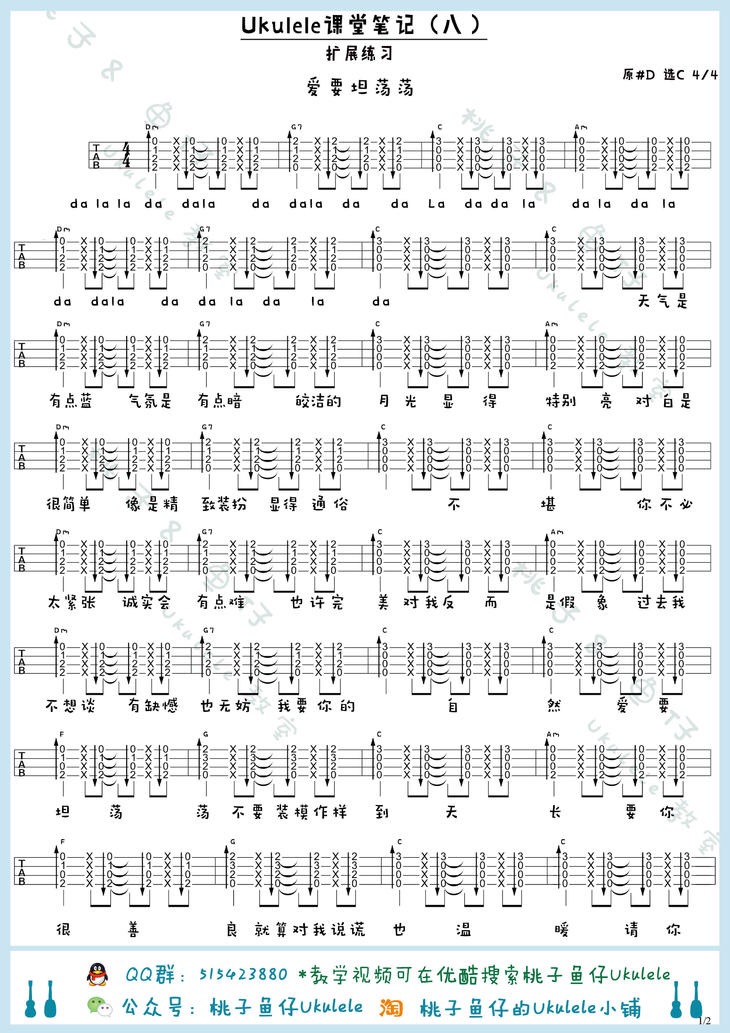 Ukulele课堂笔记（八）
扩展练习
爱要坦荡荡
原#D 选C 4/4
Dm G7 C Am
da la la da dala da dala da da La da da la da la da la
Dm G7 C C
da dala da da la da la da 天气是
Dm G7 C Am
有点蓝 气氛是 有点暗 皎洁的 月光显得 特别亮 对白是
Dm G7 C C
很简单 像是精 致装扮 显得通俗 不堪 你不必
Dm G7 C Am
太紧张 诚实会 有点难 也许完 美对我反而 是假象 过去我
Dm G7 C C
不想谈 有缺憾 也无妨 我要你的 自然 爱要
F G C Am
坦荡 荡不要装模作样 到天 长要你
F G C C
很善 良就算对我说谎 也温 暖请你
QQ群：515423880 *教学视频可在优酷搜索桃子鱼仔Ukulele
公众号：桃子鱼仔Ukulele 淘 桃子鱼仔的Ukulele小铺
1/2